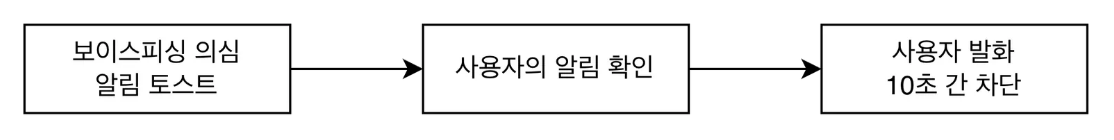 보이스피싱 의심
알림 토스트
사용자의 알림 확인
사용자 발화
10초 간 차단